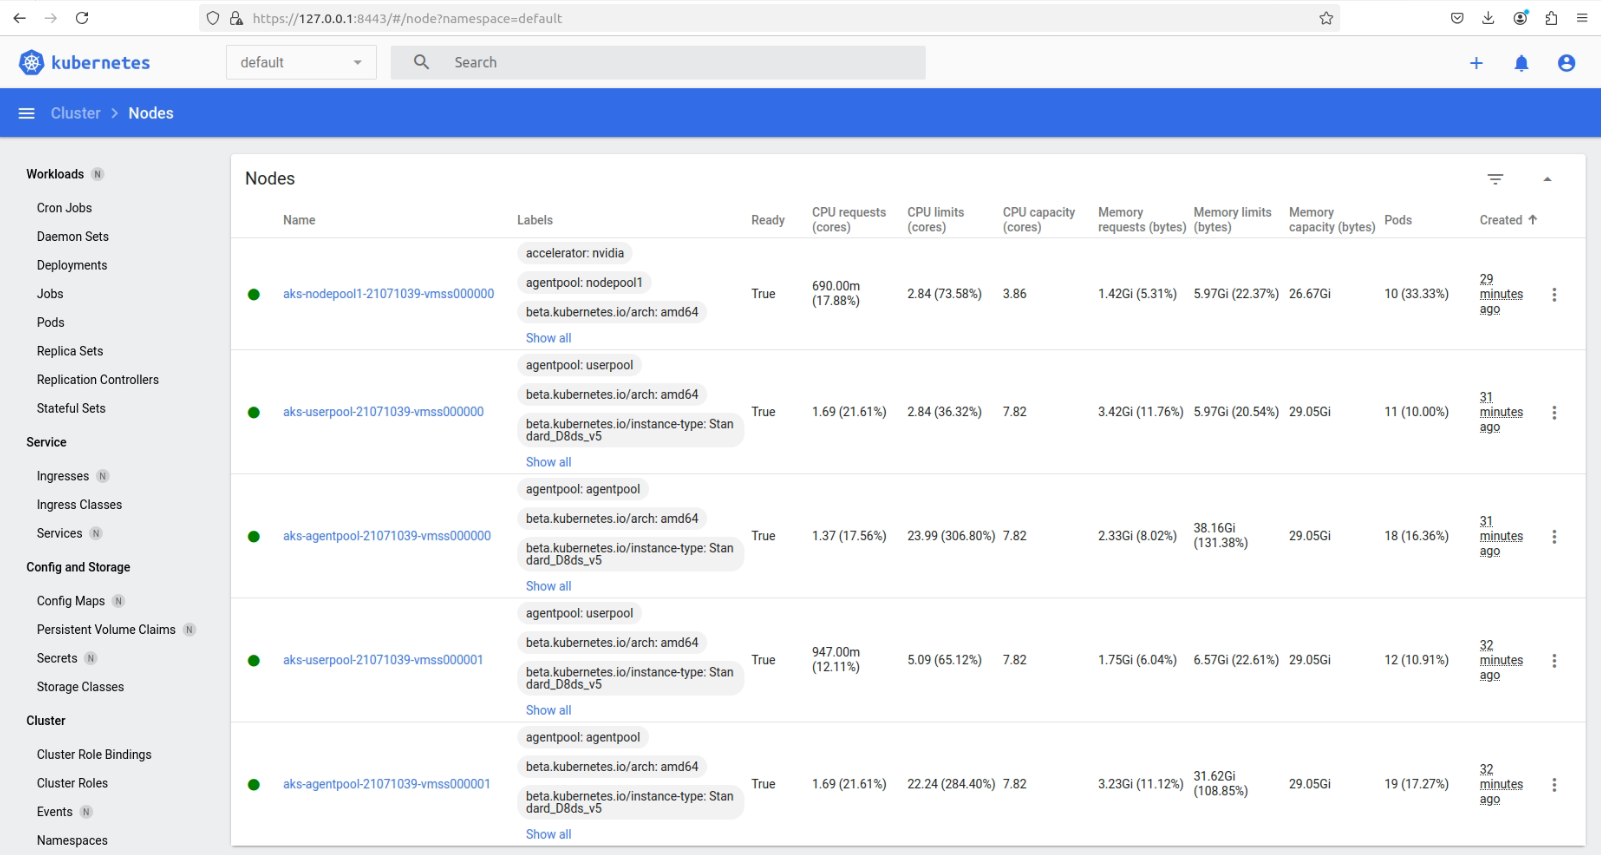 https://127.0.0.1:8443/#/node?namespace=default
kubernetes
default
Search
Cluster > Nodes
Workloads N
Cron Jobs
Daemon Sets
Deployments
Jobs
Pods
Replica Sets
Replication Controllers
Stateful Sets
Service
Ingresses N
Ingress Classes
Services N
Config and Storage
Config Maps N
Persistent Volume Claims N
Secrets N
Storage Classes
Cluster
Cluster Role Bindings
Cluster Roles
Events N
Namespaces
Nodes
Name
Labels
Ready
CPU requests
(cores)
CPU limits
(cores)
CPU capacity
(cores)
Memory
requests (bytes)
Memory limits
(bytes)
Memory
capacity (bytes)
Pods
Created
aks-nodepool1-21071039-vmss000000
accelerator: nvidia
agentpool: nodepool1
beta.kubernetes.io/arch: amd64
Show all
True
690.00m
(17.88%)
2.84 (73.58%)
3.86
1.42Gi (5.31%)
5.97Gi (22.37%)
26.67Gi
10 (33.33%)
29
minutes
ago
aks-userpool-21071039-vmss000000
agentpool: userpool
beta.kubernetes.io/arch: amd64
beta.kubernetes.io/instance-type: Stan
dard_D8ds_v5
Show all
True
1.69 (21.61%)
2.84 (36.32%)
7.82
3.42Gi (11.76%)
5.97Gi (20.54%)
29.05Gi
11 (10.00%)
31
minutes
ago
aks-agentpool-21071039-vmss000000
agentpool: agentpool
beta.kubernetes.io/arch: amd64
beta.kubernetes.io/instance-type: Stan
dard_D8ds_v5
Show all
True
1.37 (17.56%)
23.99 (306.80%)
7.82
2.33Gi (8.02%)
38.16Gi
(131.38%)
29.05Gi
18 (16.36%)
31
minutes
ago
aks-userpool-21071039-vmss000001
agentpool: userpool
beta.kubernetes.io/arch: amd64
beta.kubernetes.io/instance-type: Stan
dard_D8ds_v5
Show all
True
947.00m
(12.11%)
5.09 (65.12%)
7.82
1.75Gi (6.04%)
6.57Gi (22.61%)
29.05Gi
12 (10.91%)
32
minutes
ago
aks-agentpool-21071039-vmss000001
agentpool: agentpool
beta.kubernetes.io/arch: amd64
beta.kubernetes.io/instance-type: Stan
dard_D8ds_v5
Show all
True
1.69 (21.61%)
22.24 (284.40%)
7.82
3.23Gi (11.12%)
31.62Gi
(108.85%)
29.05Gi
19 (17.27%)
32
minutes
ago